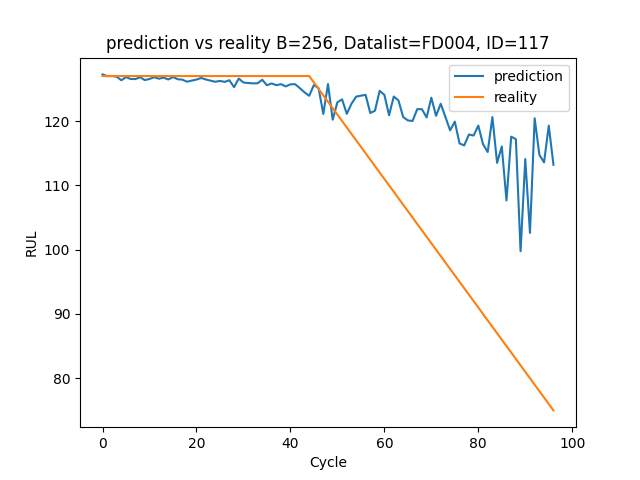 prediction vs reality B=256, Datalist=FD004, ID=117
prediction
reality
120
110
100
90
80
RUL
0 20 40 60 80 100
Cycle